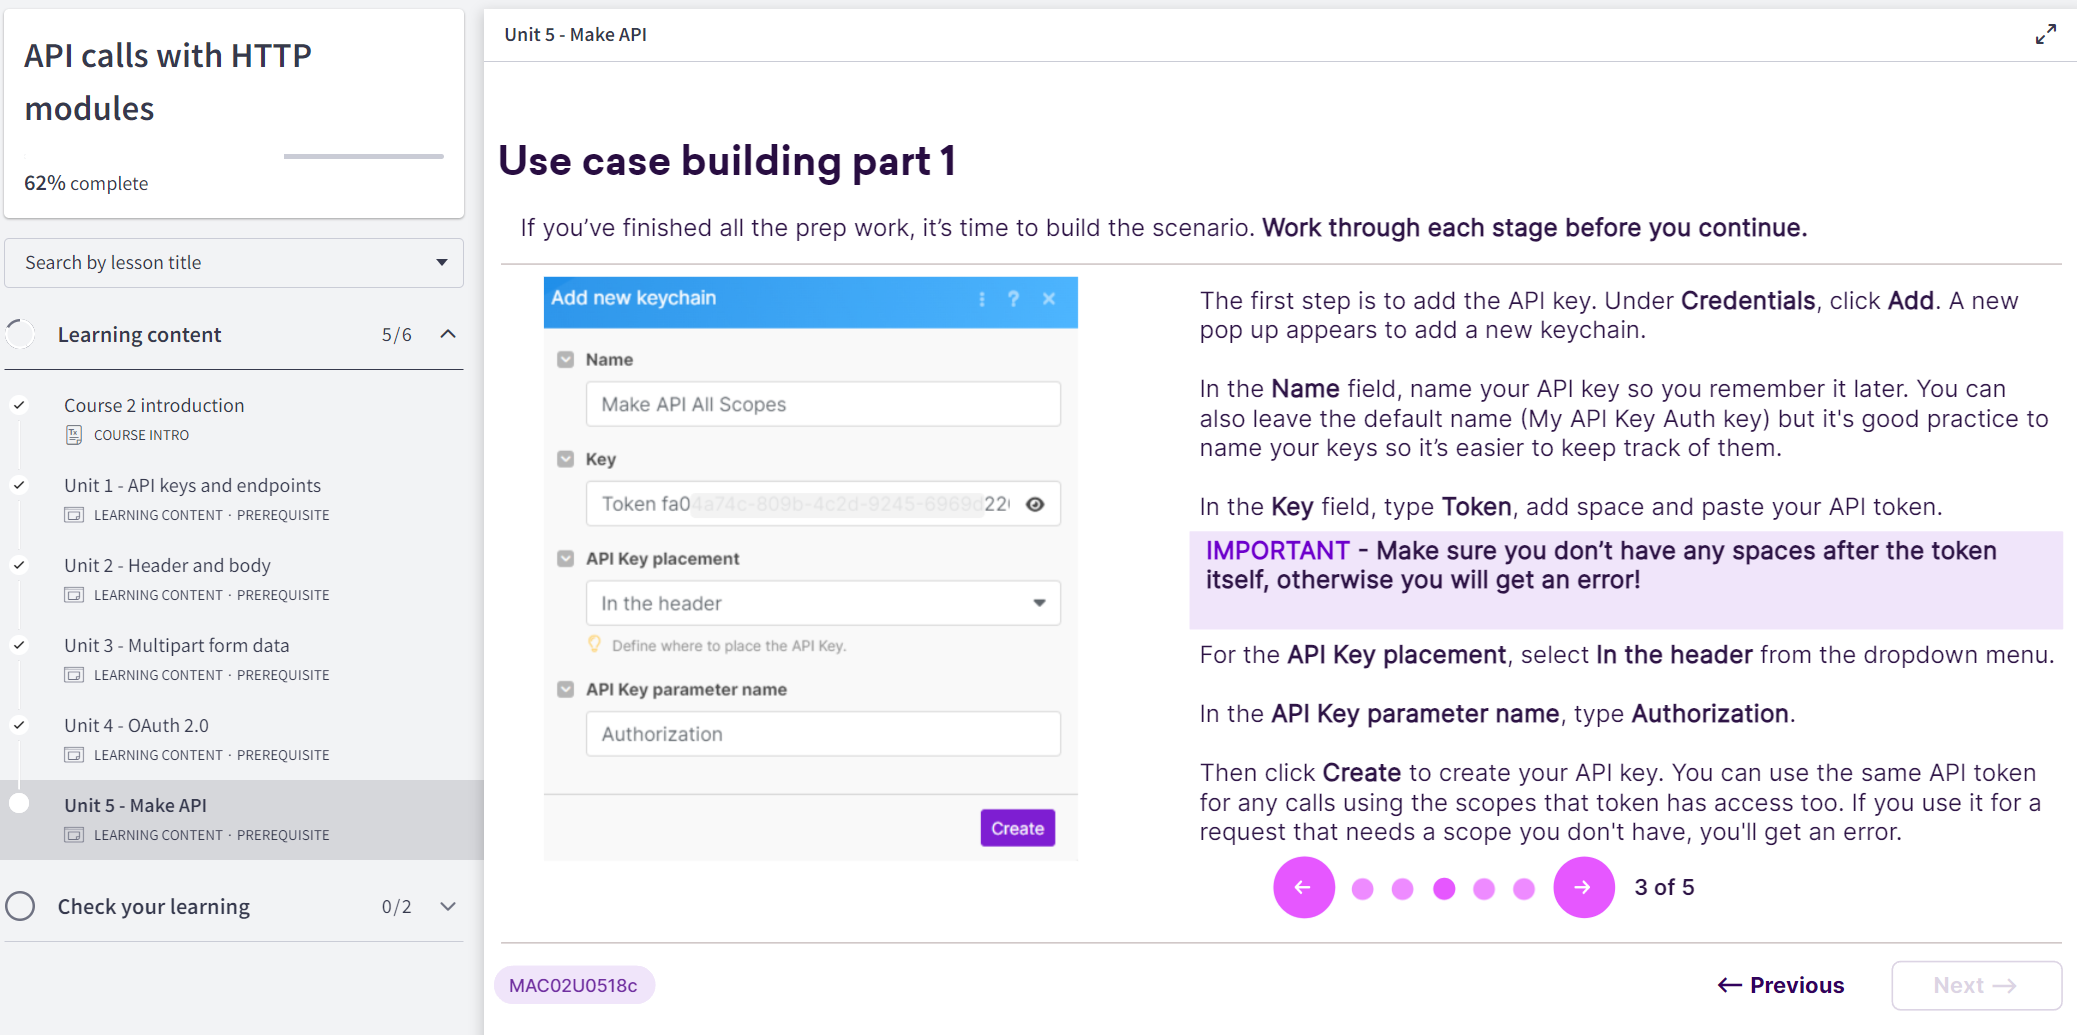 API calls with HTTP
modules
62% complete
Search by lesson title
Learning content 5/6
Course 2 introduction
COURSE INTRO
Unit 1 - API keys and endpoints
LEARNING CONTENT · PREREQUISITE
Unit 2 - Header and body
LEARNING CONTENT · PREREQUISITE
Unit 3 - Multipart form data
LEARNING CONTENT · PREREQUISITE
Unit 4 - OAuth 2.0
LEARNING CONTENT · PREREQUISITE
Unit 5 - Make API
LEARNING CONTENT · PREREQUISITE
Check your learning 0/2
Unit 5 - Make API
Use case building part 1
If you’ve finished all the prep work, it’s time to build the scenario. Work through each stage before you continue.
Add new keychain
Name
Make API All Scopes
Key
Token fa04a74c-809b-4c2d-9245-6969d22
API Key placement
In the header
Define where to place the API Key.
API Key parameter name
Authorization
Create
The first step is to add the API key. Under Credentials, click Add. A new
pop up appears to add a new keychain.
In the Name field, name your API key so you remember it later. You can
also leave the default name (My API Key Auth key) but it's good practice to
name your keys so it’s easier to keep track of them.
In the Key field, type Token, add space and paste your API token.
IMPORTANT - Make sure you don’t have any spaces after the token
itself, otherwise you will get an error!
For the API Key placement, select In the header from the dropdown menu.
In the API Key parameter name, type Authorization.
Then click Create to create your API key. You can use the same API token
for any calls using the scopes that token has access too. If you use it for a
request that needs a scope you don't have, you'll get an error.
3 of 5
MAC02U0518c
← Previous
Next →